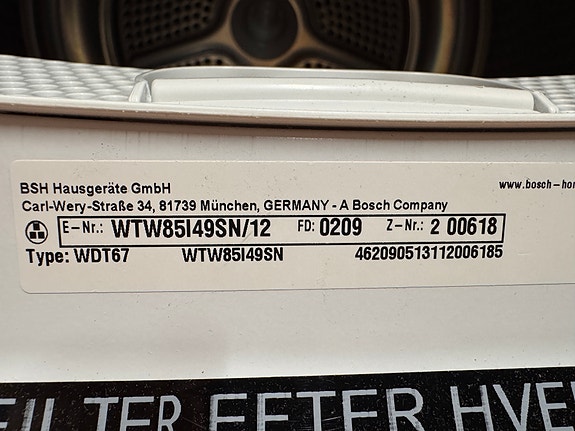 BSH Hausgeräte GmbH
www.bosch-ho
Carl-Wery-Straße 34, 81739 München, GERMANY - A Bosch Company
E-Nr.: WTW85I49SN/12 FD: 0209 Z-Nr.: 2 00618
Type: WDT67 WTW85I49SN 462090513112006185
FILTER EFTER HVE